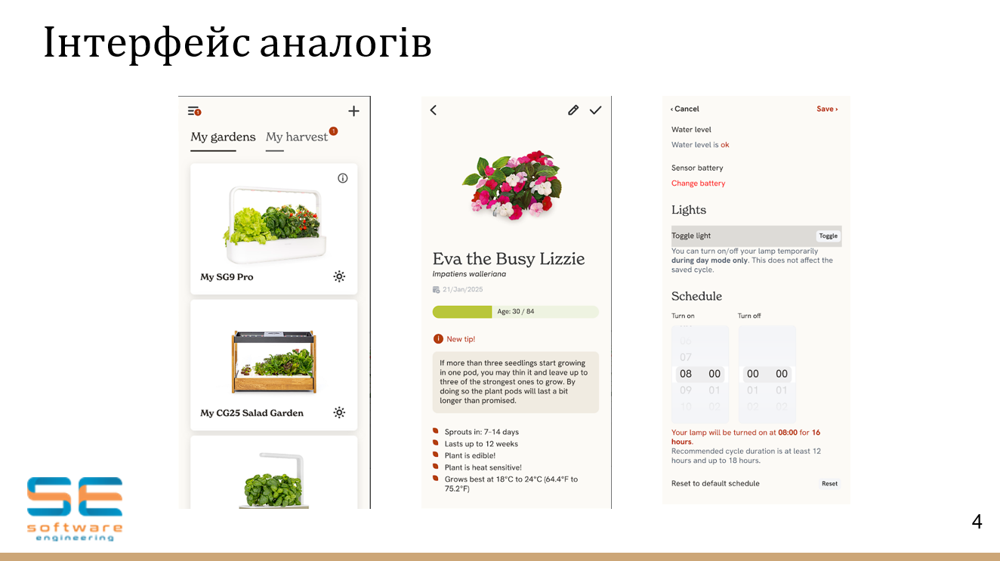 Інтерфейс аналогів
1
My gardens
My harvest
1
My SG9 Pro
My CG25 Salad Garden
Eva the Busy Lizzie
Impatiens walleriana
21/Jan/2025
Age: 30 / 84
New tip!
If more than three seedlings start growing
in one pod, you may thin it and leave up to
three of the strongest ones to grow. By
doing so the plant pods will last a bit
longer than promised.
Sprouts in: 7-14 days
Lasts up to 12 weeks
Plant is edible!
Plant is heat sensitive!
Grows best at 18°C to 24°C (64.4°F to
75.2°F)
‹ Cancel
Save ›
Water level
Water level is ok
Sensor battery
Change battery
Lights
Toggle light
Toggle
You can turn on/off your lamp temporarily
during day mode only. This does not affect the
saved cycle.
Schedule
Turn on
Turn off
06
07
08 00
00 00
09 01
01 01
10 02
02 02
Your lamp will be turned on at 08:00 for 16
hours.
Recommended cycle duration is at least 12
hours and up to 18 hours.
Reset to default schedule
Reset
SE
software
engineering
4